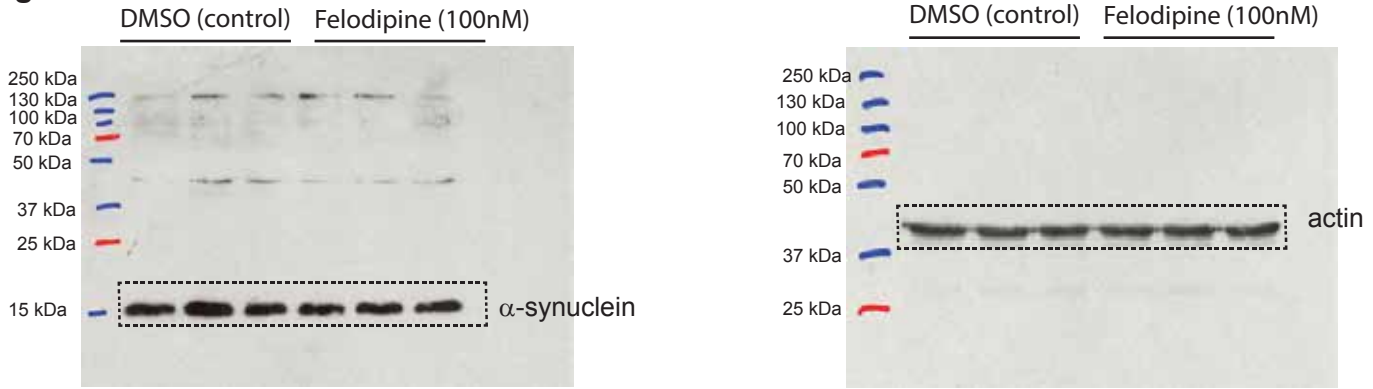 DMSO (control) Felodipine (100nM)
250 kDa
130 kDa
100 kDa
70 kDa
50 kDa
37 kDa
25 kDa
15 kDa
α-synuclein
DMSO (control) Felodipine (100nM)
250 kDa
130 kDa
100 kDa
70 kDa
50 kDa
37 kDa
25 kDa
actin